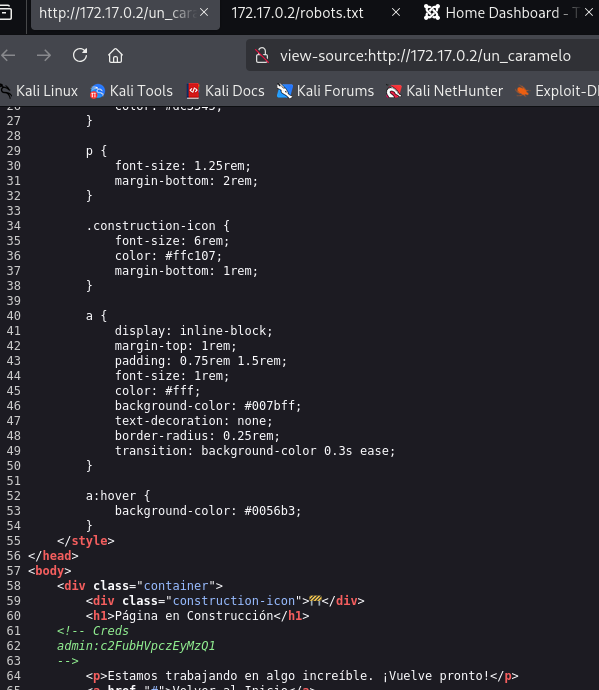 http://172.17.0.2/un_cara
172.17.0.2/robots.txt
Home Dashboard - T
view-source:http://172.17.0.2/un_caramelo
Kali Linux Kali Tools Kali Docs Kali Forums Kali NetHunter Exploit-D
26 color: #dc3545;
27 }
28
29 p {
30 font-size: 1.25rem;
31 margin-bottom: 2rem;
32 }
33
34 .construction-icon {
35 font-size: 6rem;
36 color: #ffc107;
37 margin-bottom: 1rem;
38 }
39
40 a {
41 display: inline-block;
42 margin-top: 1rem;
43 padding: 0.75rem 1.5rem;
44 font-size: 1rem;
45 color: #fff;
46 background-color: #007bff;
47 text-decoration: none;
48 border-radius: 0.25rem;
49 transition: background-color 0.3s ease;
50 }
51
52 a:hover {
53 background-color: #0056b3;
54 }
55 </style>
56 </head>
57 <body>
58 <div class="container">
59 <div class="construction-icon">🚧</div>
60 <h1>Página en Construcción</h1>
61 <!-- Creds
62 admin:c2FubHVpczEyMzQ1
63 -->
64 <p>Estamos trabajando en algo increíble. ¡Vuelve pronto!</p>
65 <a href="#">Volver al Inicio</a>